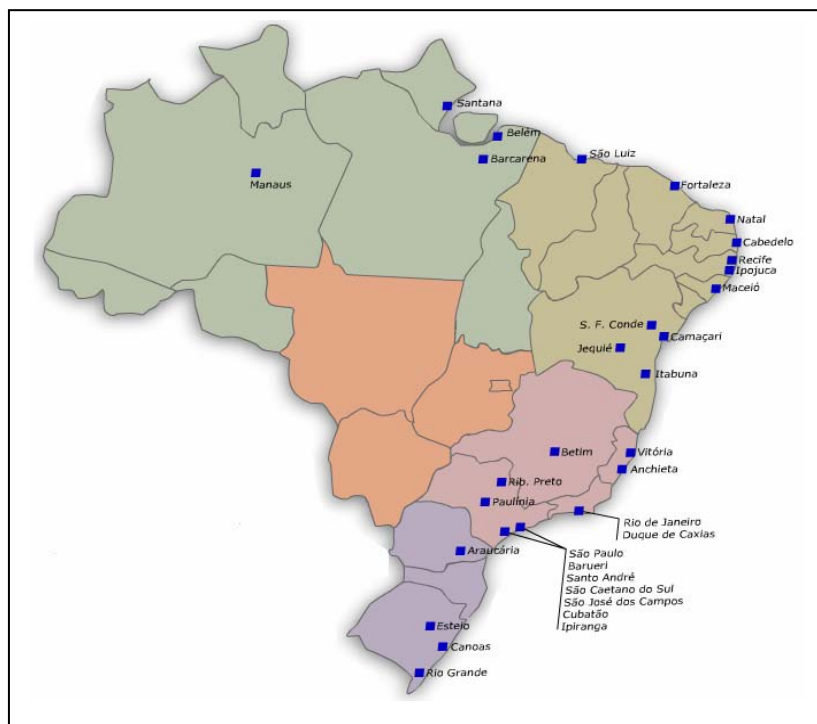 Santana
Belém
Barcarena
São Luiz
Manaus
Fortaleza
Natal
Cabedelo
Recife
Ipojuca
Maceió
S. F. Conde
Camaçari
Jequié
Itabuna
Betim
Vitória
Anchieta
Rib. Preto
Paulínia
Rio de Janeiro
Duque de Caxias
Araucária
São Paulo
Barueri
Santo André
São Caetano do Sul
São José dos Campos
Cubatão
Ipiranga
Esteio
Canoas
Rio Grande